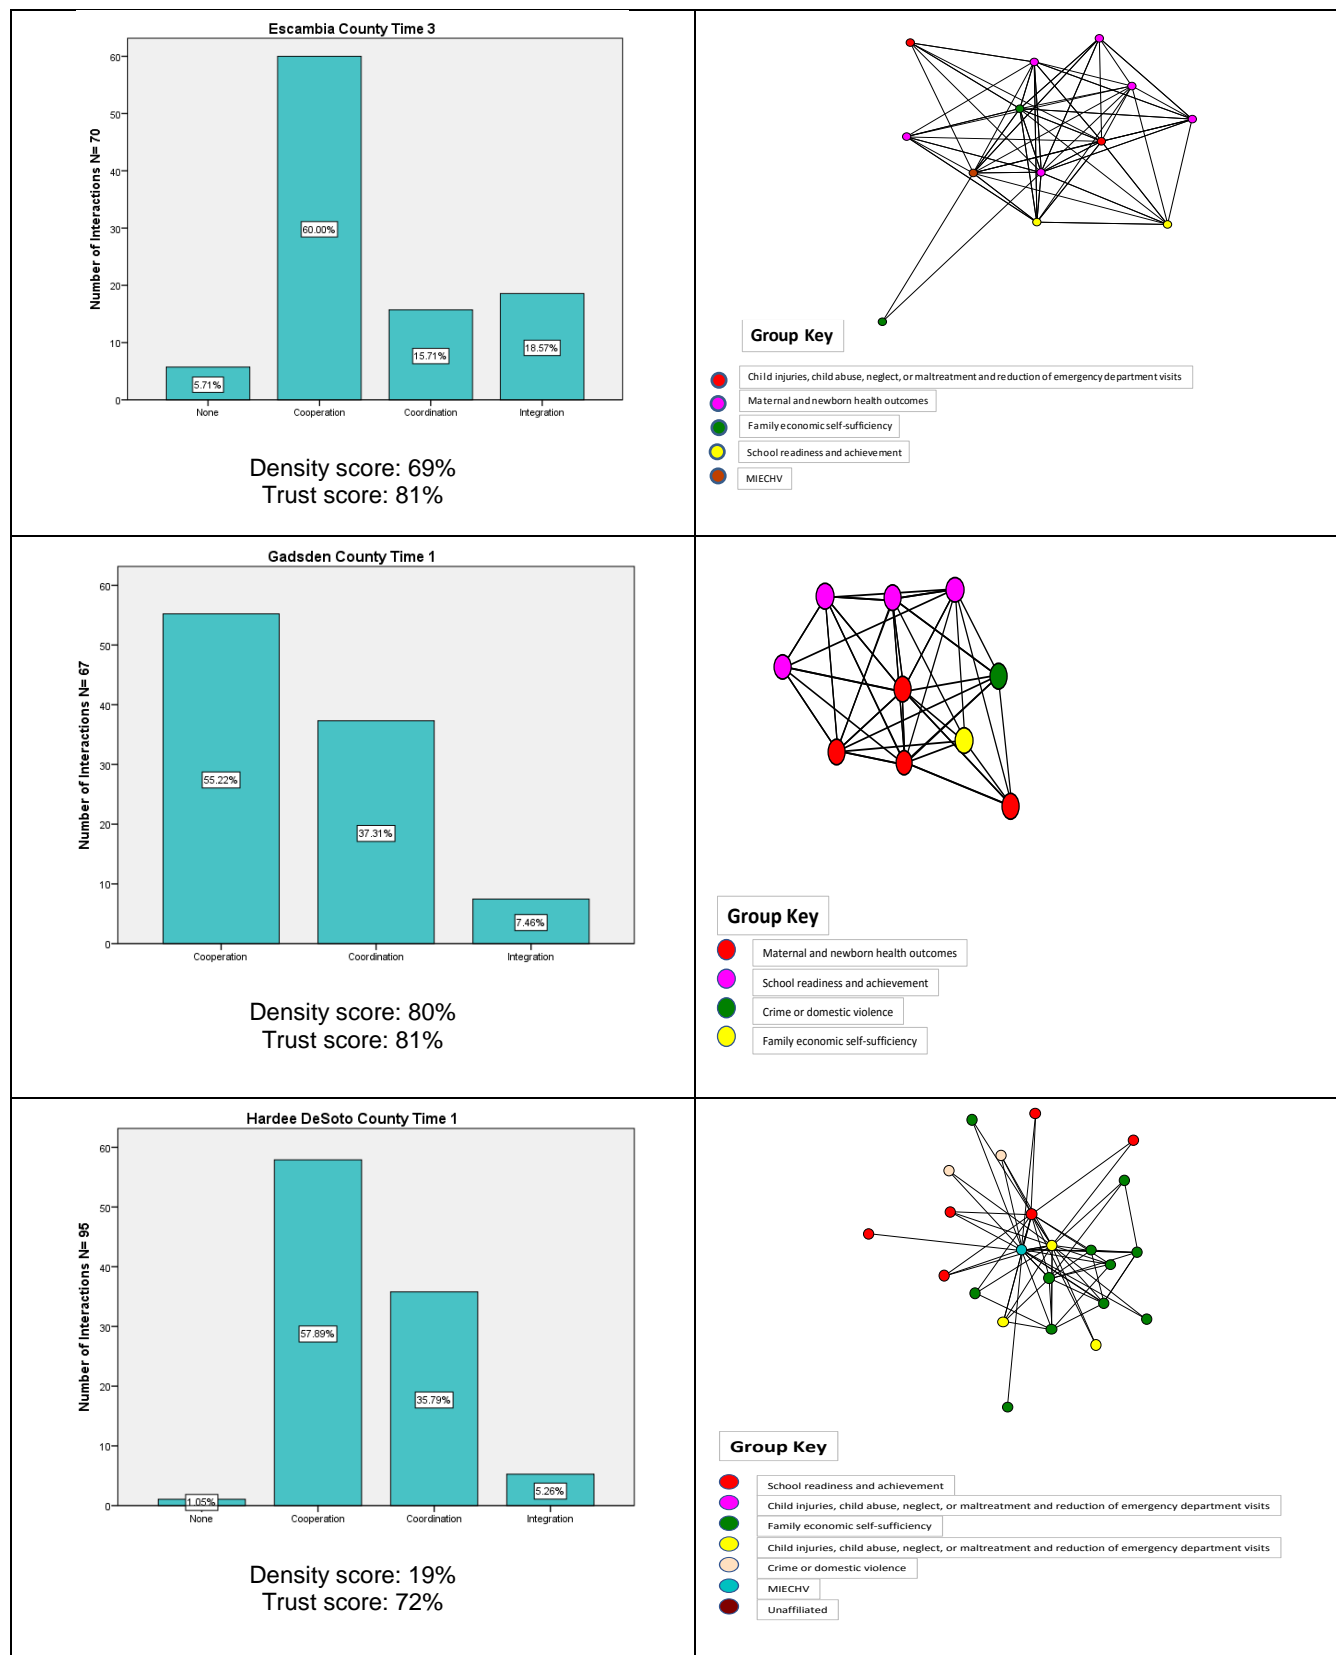 Escambia County Time 3
Number of Interactions N= 70
60
50
40
30
20
10
0
5.71%
60.00%
15.71%
18.57%
None
Cooperation
Coordination
Integration
Density score: 69%
Trust score: 81%
Group Key
Child injuries, child abuse, neglect, or maltreatment and reduction of emergency department visits
Maternal and newborn health outcomes
Family economic self-sufficiency
School readiness and achievement
MIECHV
Gadsden County Time 1
Number of Interactions N= 67
60
50
40
30
20
10
0
55.22%
37.31%
7.46%
Cooperation
Coordination
Integration
Density score: 80%
Trust score: 81%
Group Key
Maternal and newborn health outcomes
School readiness and achievement
Crime or domestic violence
Family economic self-sufficiency
Hardee DeSoto County Time 1
Number of Interactions N= 95
60
50
40
30
20
10
0
1.05%
57.89%
35.79%
5.26%
None
Cooperation
Coordination
Integration
Density score: 19%
Trust score: 72%
Group Key
School readiness and achievement
Child injuries, child abuse, neglect, or maltreatment and reduction of emergency department visits
Family economic self-sufficiency
Child injuries, child abuse, neglect, or maltreatment and reduction of emergency department visits
Crime or domestic violence
MIECHV
Unaffiliated